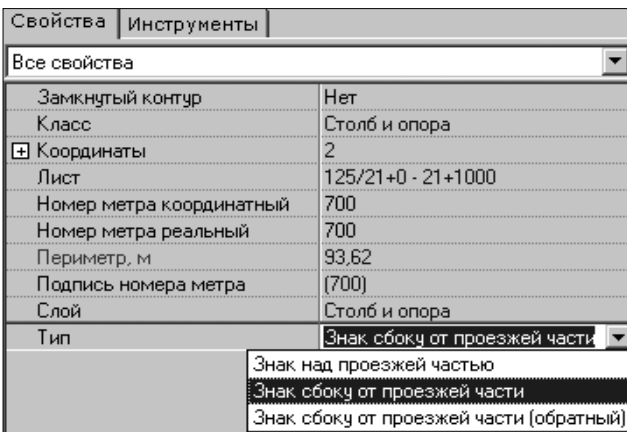 Свойства Инструменты
Все свойства
Замкнутый контур Нет
Класс Столб и опора
Координаты 2
Лист 125/21+0 - 21+1000
Номер метра координатный 700
Номер метра реальный 700
Периметр, м 93,62
Подпись номера метра (700)
Слой Столб и опора
Тип Знак сбоку от проезжей части
Знак над проезжей частью
Знак сбоку от проезжей части
Знак сбоку от проезжей части (обратный)